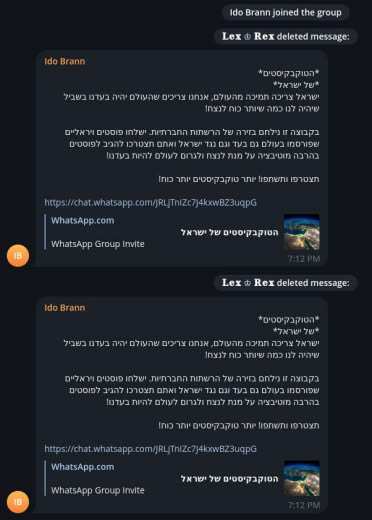 Ido Brann joined the group
Lex ♔ Rex deleted message:
Ido Brann
*הטוקבקיסטים*
*של ישראל*
ישראל צריכה תמיכה מהעולם, אנחנו צריכים שהעולם יהיה בעדנו בשביל
שיהיה לנו כמה שיותר כוח לנצח!
בקבוצה זו נילחם בזירה של הרשתות החברתיות. ישלחו פוסטים ויראליים
שפורסמו בעולם גם בעד וגם נגד ישראל ואתם תצטרכו להגיב לפוסטים
בהרבה מוטיבציה על מנת לנצח ולגרום לעולם להיות בעדנו!
תצטרפו ותשתפו! יותר טוקבקיסטים יותר כוח!
https://chat.whatsapp.com/JRLjTnIZc7J4kxwBZ3uqpG
WhatsApp.com
הטוקבקיסטים של ישראל
WhatsApp Group Invite
7:12 PM
IB
Lex ♔ Rex deleted message:
Ido Brann
*הטוקבקיסטים*
*של ישראל*
ישראל צריכה תמיכה מהעולם, אנחנו צריכים שהעולם יהיה בעדנו בשביל
שיהיה לנו כמה שיותר כוח לנצח!
בקבוצה זו נילחם בזירה של הרשתות החברתיות. ישלחו פוסטים ויראליים
שפורסמו בעולם גם בעד וגם נגד ישראל ואתם תצטרכו להגיב לפוסטים
בהרבה מוטיבציה על מנת לנצח ולגרום לעולם להיות בעדנו!
תצטרפו ותשתפו! יותר טוקבקיסטים יותר כוח!
https://chat.whatsapp.com/JRLjTnIZc7J4kxwBZ3uqpG
WhatsApp.com
הטוקבקיסטים של ישראל
WhatsApp Group Invite
7:12 PM
IB